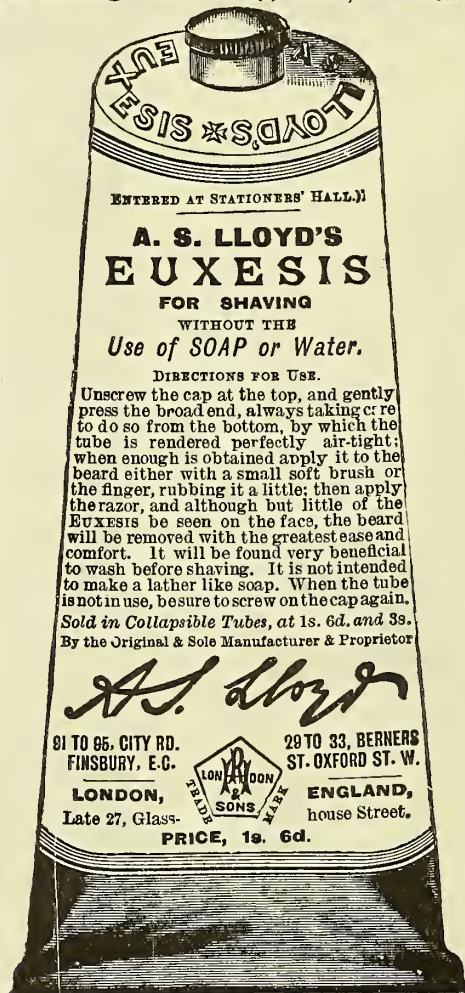 EUXESIS ✠ A. S. LLOYD'S
ENTERED AT STATIONERS' HALL.)]
A. S. LLOYD'S
EUXESIS
FOR SHAVING
WITHOUT THE
Use of SOAP or Water.
DIRECTIONS FOR USE.
Unscrew the cap at the top, and gently
press the broad end, always taking c re
to do so from the bottom, by which the
tube is rendered perfectly air-tight;
when enough is obtained apply it to the
beard either with a small soft brush or
the finger, rubbing it a little; then apply
the razor, and although but little of the
EUXESIS be seen on the face, the beard
will be removed with the greatest ease and
comfort. It will be found very beneficial
to wash before shaving. It is not intended
to make a lather like soap. When the tube
is not in use, be sure to screw on the cap again.
Sold in Collapsible Tubes, at 1s. 6d. and 3s.
By the Original & Sole Manufacturer & Proprietor
A.S. Lloyd
91 TO 95, CITY RD.
FINSBURY, E.C.
LONDON,
Late 27, Glass-
LONDON
& SONS
TRADE MARK
29 TO 33, BERNERS
ST. OXFORD ST. W.
ENGLAND,
house Street.
PRICE, 1s. 6d.